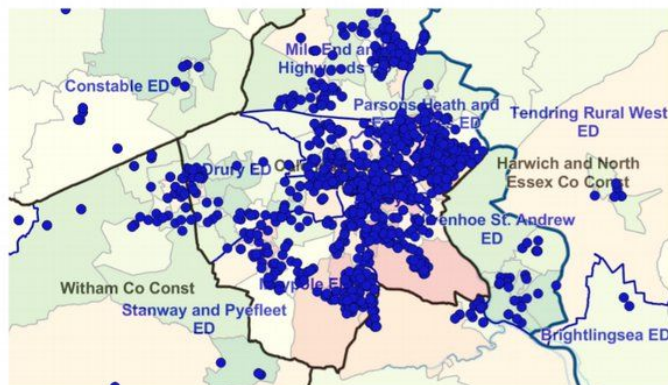 Mile End and
Highwoods
Constable ED
Parsons Heath and
ED
Tendring Rural West
ED
Drury ED
Harwich and North
Essex Co Const
St. Andrew
ED
Witham Co Const
Stanway and Pyefleet
ED
Brightlingsea ED